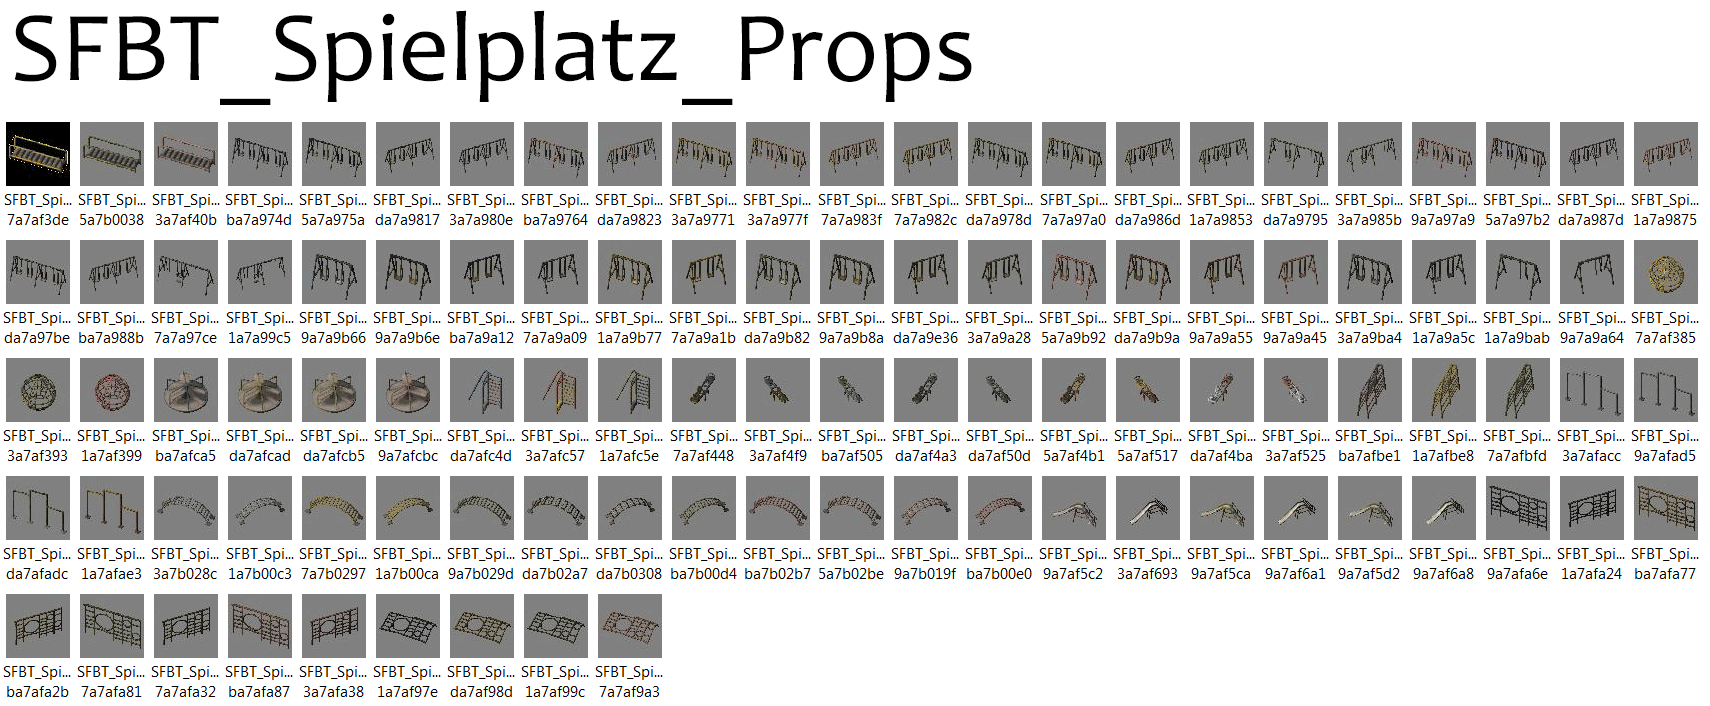 SFBT_Spielplatz_Props
SFBT_Spi... SFBT_Spi... SFBT_Spi... SFBT_Spi... SFBT_Spi... SFBT_Spi... SFBT_Spi... SFBT_Spi... SFBT_Spi... SFBT_Spi... SFBT_Spi... SFBT_Spi... SFBT_Spi... SFBT_Spi... SFBT_Spi... SFBT_Spi... SFBT_Spi... SFBT_Spi... SFBT_Spi... SFBT_Spi... SFBT_Spi... SFBT_Spi... SFBT_Spi...
7a7af3de 5a7b0038 3a7af40b ba7a974d 5a7a975a da7a9817 3a7a980e ba7a9764 da7a9823 3a7a9771 3a7a977f 7a7a983f 7a7a982c da7a978d 7a7a97a0 da7a986d 1a7a9853 da7a9795 3a7a985b 9a7a97a9 5a7a97b2 da7a987d 1a7a9875
SFBT_Spi... SFBT_Spi... SFBT_Spi... SFBT_Spi... SFBT_Spi... SFBT_Spi... SFBT_Spi... SFBT_Spi... SFBT_Spi... SFBT_Spi... SFBT_Spi... SFBT_Spi... SFBT_Spi... SFBT_Spi... SFBT_Spi... SFBT_Spi... SFBT_Spi... SFBT_Spi... SFBT_Spi... SFBT_Spi... SFBT_Spi... SFBT_Spi... SFBT_Spi...
da7a97be ba7a988b 7a7a97ce 1a7a99c5 9a7a9b66 9a7a9b6e ba7a9a12 7a7a9a09 1a7a9b77 7a7a9a1b da7a9b82 9a7a9b8a da7a9e36 3a7a9a28 5a7a9b92 da7a9b9a 9a7a9a55 9a7a9a45 3a7a9ba4 1a7a9a5c 1a7a9bab 9a7a9a64 7a7af385
SFBT_Spi... SFBT_Spi... SFBT_Spi... SFBT_Spi... SFBT_Spi... SFBT_Spi... SFBT_Spi... SFBT_Spi... SFBT_Spi... SFBT_Spi... SFBT_Spi... SFBT_Spi... SFBT_Spi... SFBT_Spi... SFBT_Spi... SFBT_Spi... SFBT_Spi... SFBT_Spi... SFBT_Spi... SFBT_Spi... SFBT_Spi... SFBT_Spi... SFBT_Spi...
3a7af393 1a7af399 ba7afca5 da7afcad da7afcb5 9a7afcbc da7afc4d 3a7afc57 1a7afc5e 7a7af448 3a7af4f9 ba7af505 da7af4a3 da7af50d 5a7af4b1 5a7af517 da7af4ba 3a7af525 ba7afbe1 1a7afbe8 7a7afbfd 3a7afacc 9a7afad5
SFBT_Spi... SFBT_Spi... SFBT_Spi... SFBT_Spi... SFBT_Spi... SFBT_Spi... SFBT_Spi... SFBT_Spi... SFBT_Spi... SFBT_Spi... SFBT_Spi... SFBT_Spi... SFBT_Spi... SFBT_Spi... SFBT_Spi... SFBT_Spi... SFBT_Spi... SFBT_Spi... SFBT_Spi... SFBT_Spi... SFBT_Spi... SFBT_Spi... SFBT_Spi...
da7afadc 1a7afae3 3a7b028c 1a7b00c3 7a7b0297 1a7b00ca 9a7b029d da7b02a7 da7b0308 ba7b00d4 ba7b02b7 5a7b02be 9a7b019f ba7b00e0 9a7af5c2 3a7af693 9a7af5ca 9a7af6a1 9a7af5d2 9a7af6a8 9a7afa6e 1a7afa24 ba7afa77
SFBT_Spi... SFBT_Spi... SFBT_Spi... SFBT_Spi... SFBT_Spi... SFBT_Spi... SFBT_Spi... SFBT_Spi... SFBT_Spi...
ba7afa2b 7a7afa81 7a7afa32 ba7afa87 3a7afa38 1a7af97e da7af98d 1a7af99c 7a7af9a3